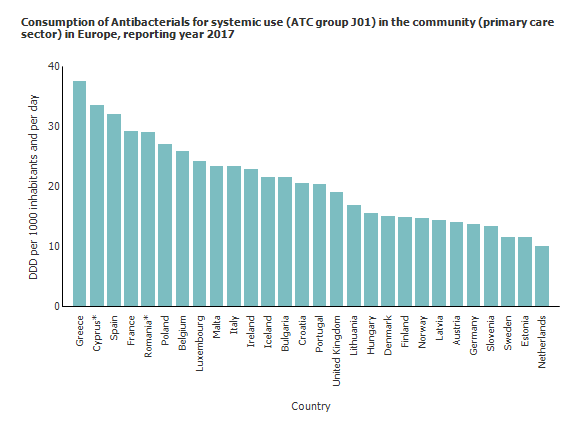 Consumption of Antibacterials for systemic use (ATC group J01) in the community (primary care
sector) in Europe, reporting year 2017
DDD per 1000 inhabitants and per day
40
30
20
10
0
Greece
Cyprus*
Spain
France
Romania*
Poland
Belgium
Luxembourg
Malta
Italy
Ireland
Iceland
Bulgaria
Croatia
Portugal
United Kingdom
Lithuania
Hungary
Denmark
Finland
Norway
Latvia
Austria
Germany
Slovenia
Sweden
Estonia
Netherlands
Country